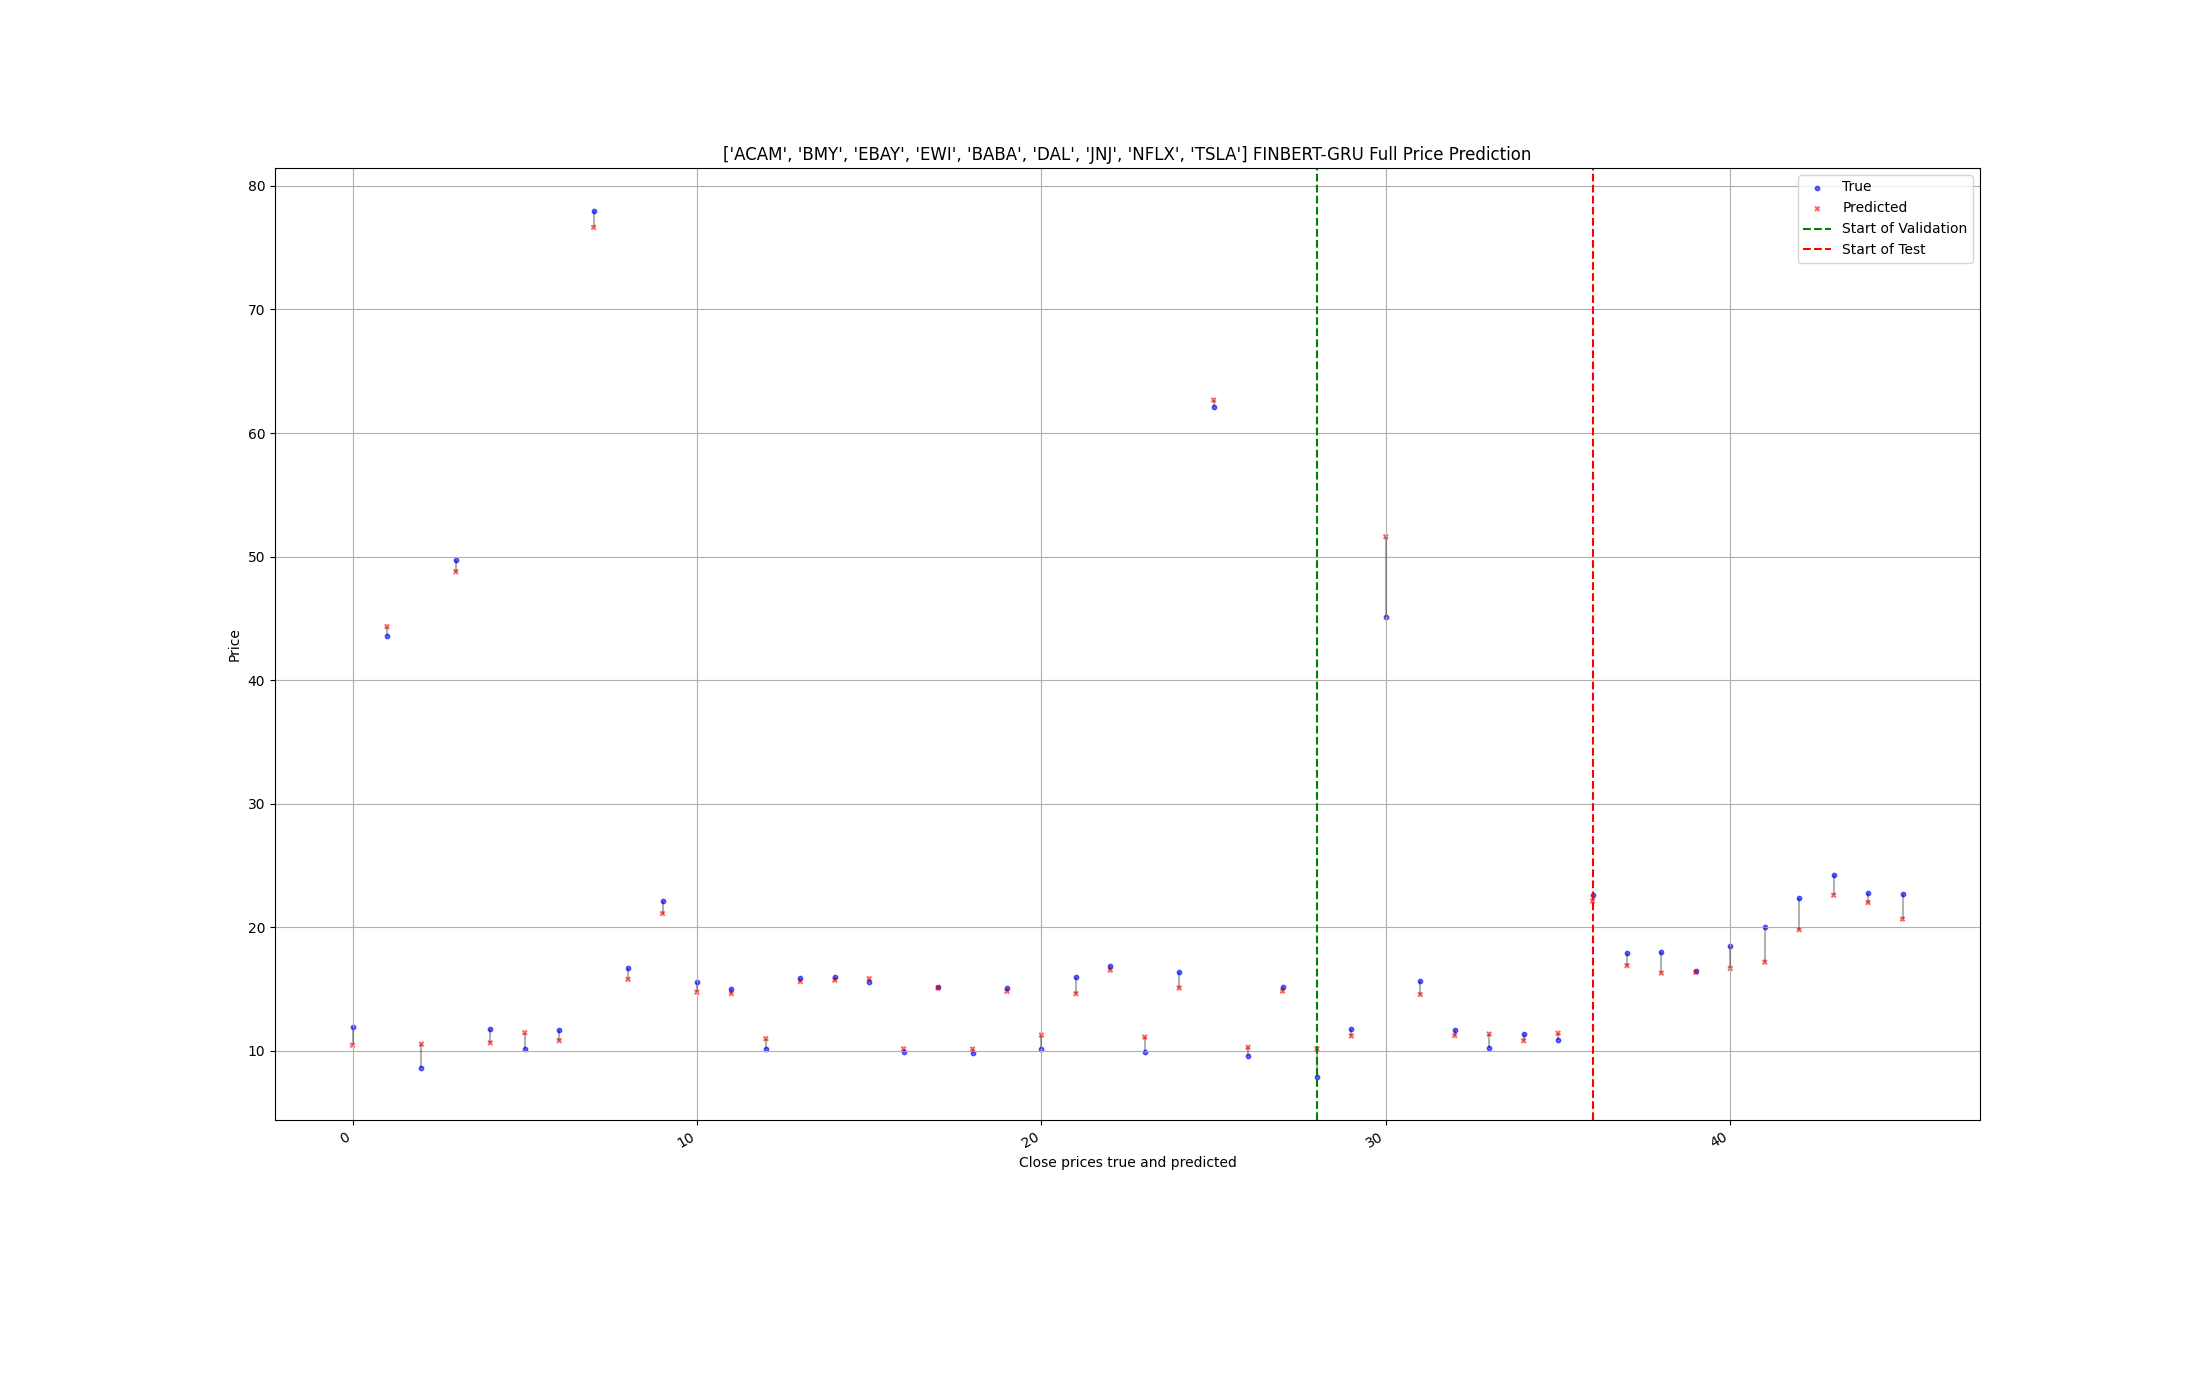 ['ACAM', 'BMY', 'EBAY', 'EWI', 'BABA', 'DAL', 'JNJ', 'NFLX', 'TSLA'] FINBERT-GRU Full Price Prediction
True
Predicted
Start of Validation
Start of Test
Price
80
70
60
50
40
30
20
10
0
10
20
30
40
Close prices true and predicted